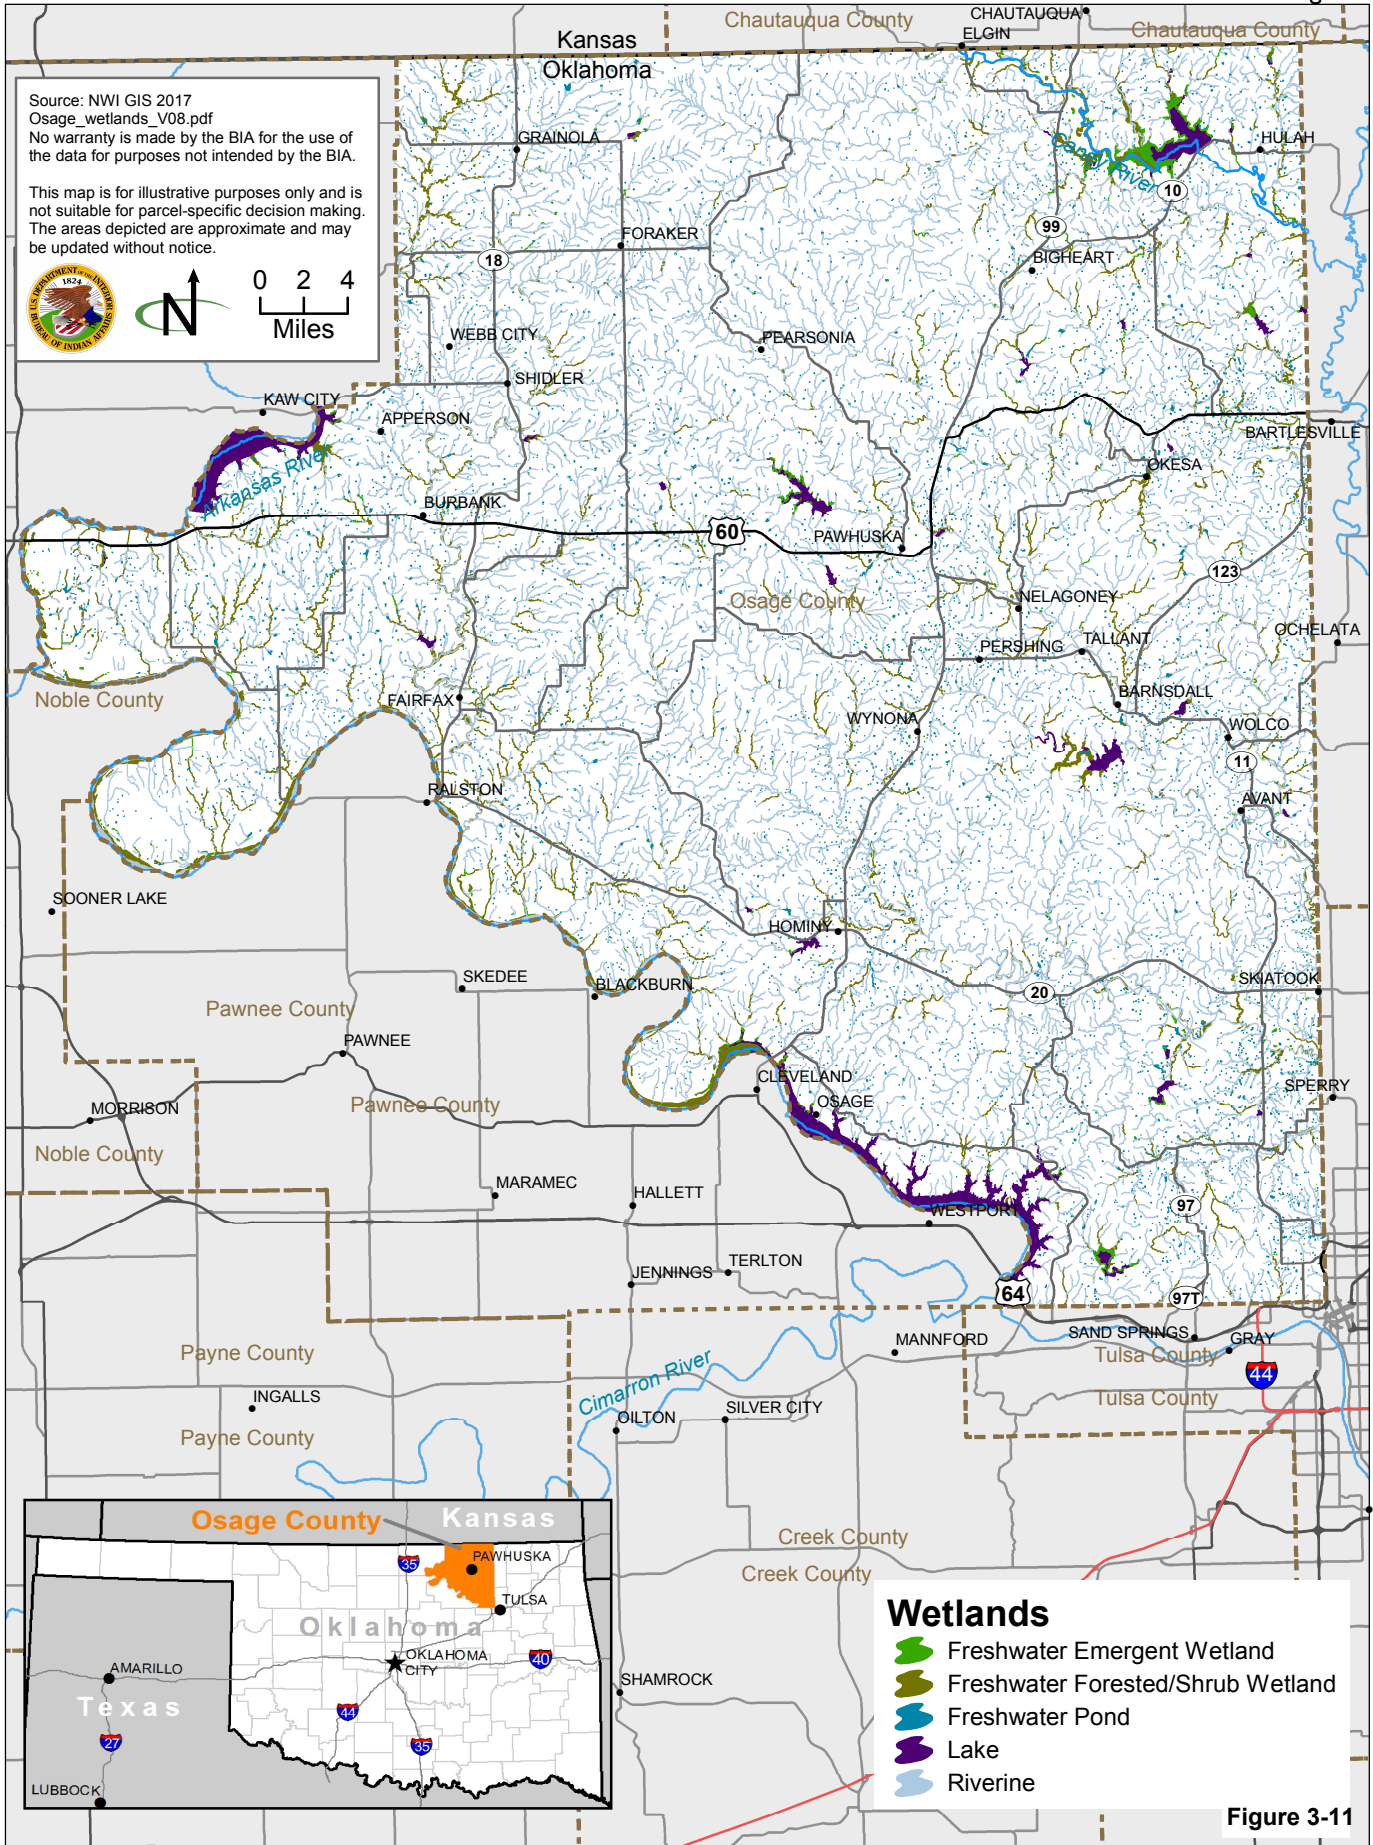 Chautauqua County
CHAUTAUQUA
Chautauqua County
ELGIN
Kansas
Oklahoma
Source: NWI GIS 2017
Osage_wetlands_V08.pdf
No warranty is made by the BIA for the use of
the data for purposes not intended by the BIA.
This map is for illustrative purposes only and is
not suitable for parcel-specific decision making.
The areas depicted are approximate and may
be updated without notice.
U.S. DEPARTMENT OF THE INTERIOR
1824
BUREAU OF INDIAN AFFAIRS
N
0 2 4
Miles
GRAINOLA
HULAH
Caney River
10
99
FORAKER
18
BIGHEART
WEBB CITY
PEARSONIA
SHIDLER
KAW CITY
APPERSON
BARTLESVILLE
Arkansas River
OKESA
BURBANK
60
PAWHUSKA
123
Osage County
NELAGONEY
OCHELATA
PERSHING
TALLANT
Noble County
FAIRFAX
BARNSDALL
WYNONA
WOLCO
11
RALSTON
AVANT
SOONER LAKE
HOMINY
SKEDEE
BLACKBURN
SKIATOOK
20
Pawnee County
PAWNEE
CLEVELAND
SPERRY
MORRISON
Pawnee County
OSAGE
Noble County
MARAMEC
HALLETT
WESTPORT
97
JENNINGS
TERLTON
64
97T
MANNFORD
SAND SPRINGS
GRAY
Payne County
Tulsa County
44
Cimarron River
INGALLS
Tulsa County
OILTON
SILVER CITY
Payne County
Creek County
Creek County
SHAMROCK
Osage County
Kansas
35
PAWHUSKA
TULSA
Oklahoma
OKLAHOMA
CITY
40
AMARILLO
Texas
44
27
35
LUBBOCK
Wetlands
Freshwater Emergent Wetland
Freshwater Forested/Shrub Wetland
Freshwater Pond
Lake
Riverine
Figure 3-11